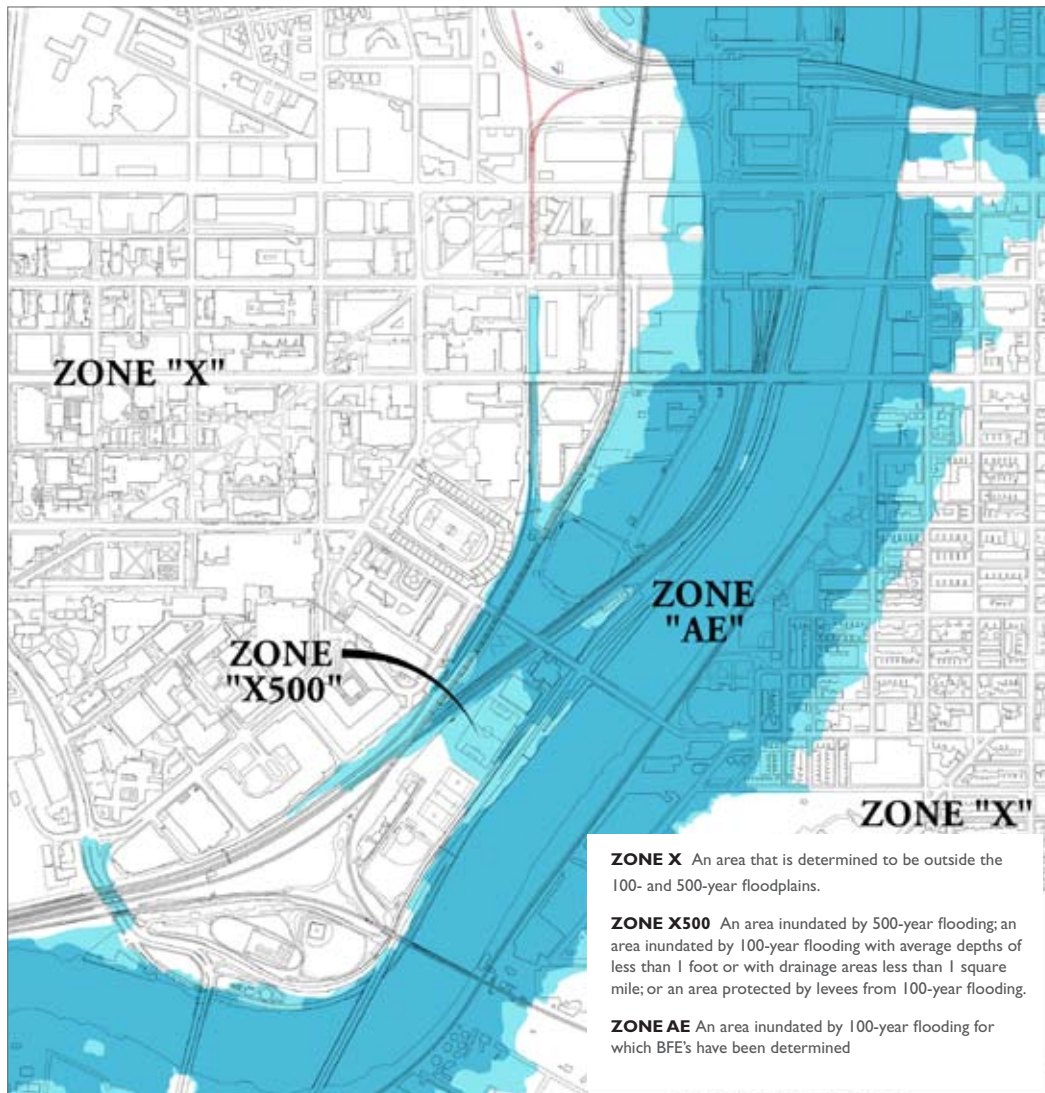 ZONE "X"
ZONE
"AE"
ZONE
"X500"
ZONE "X"
ZONE X An area that is determined to be outside the
100- and 500-year floodplains.
ZONE X500 An area inundated by 500-year flooding; an
area inundated by 100-year flooding with average depths of
less than 1 foot or with drainage areas less than 1 square
mile; or an area protected by levees from 100-year flooding.
ZONE AE An area inundated by 100-year flooding for
which BFE's have been determined